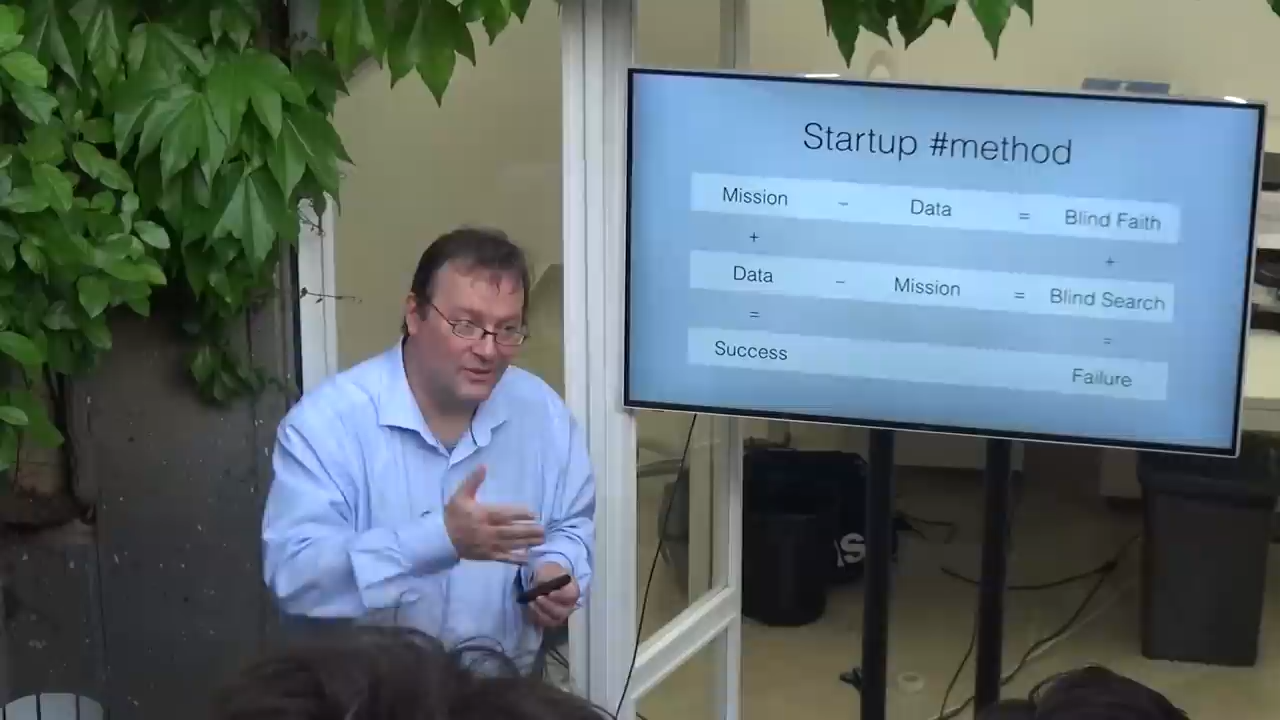 Startup #method
Mission - Data = Blind Faith
+ +
Data - Mission = Blind Search
= =
Success Failure